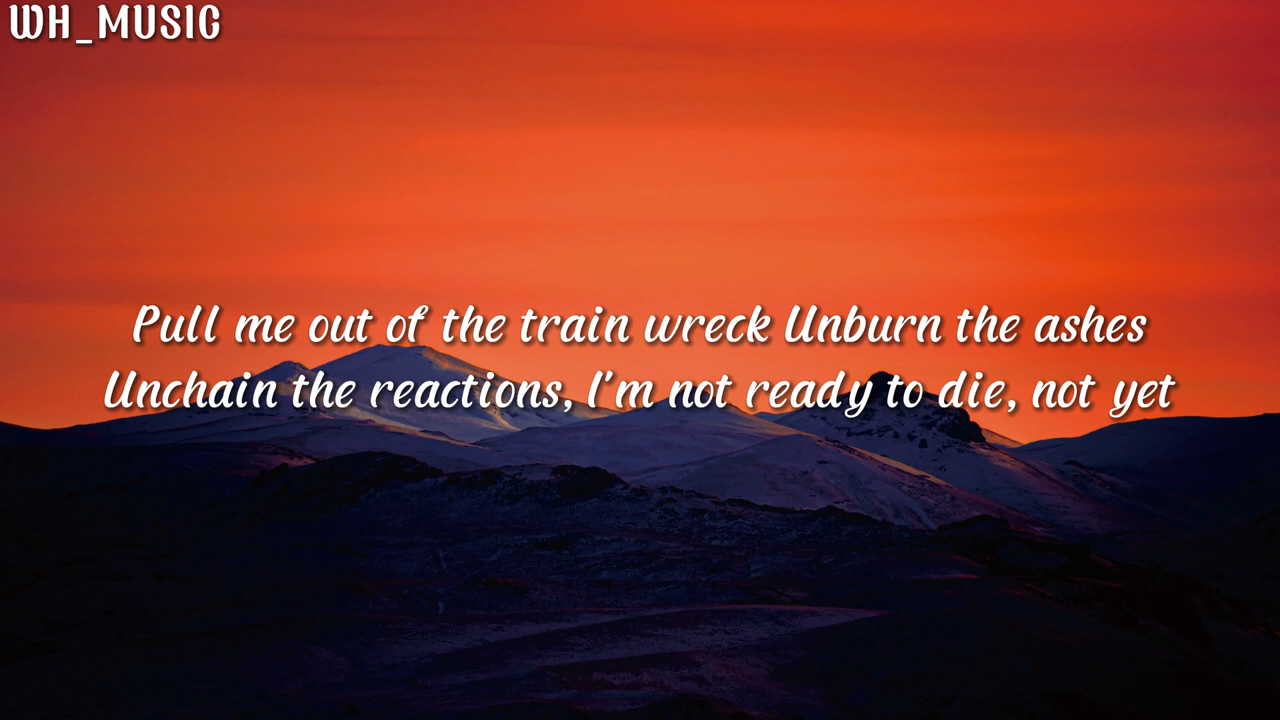 WH_MUSIC
Pull me out of the train wreck Unburn the ashes
Unchain the reactions, I'm not ready to die, not yet